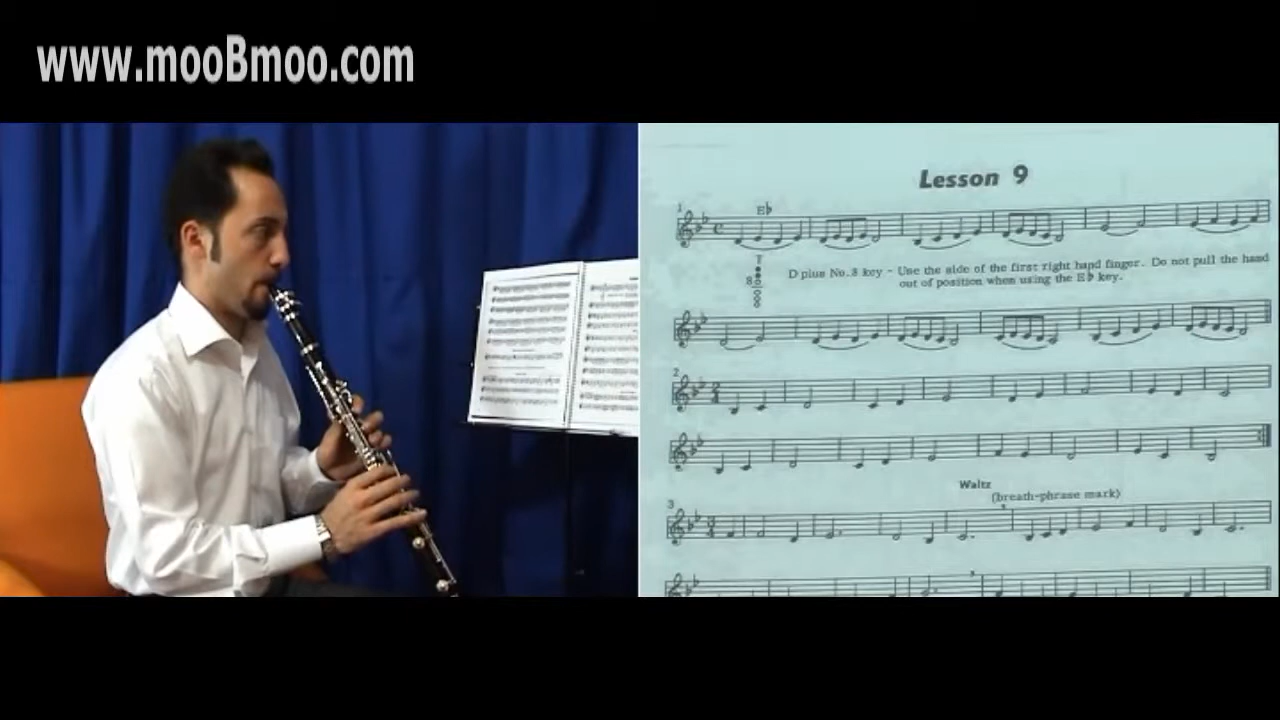 www.mooBmoo.com
Lesson 9
1
E♭
D plus No. 8 key - Use the side of the first right hand finger. Do not pull the hand
8
out of position when using the E♭ key.
2
Waltz
(breath-phrase mark)
3